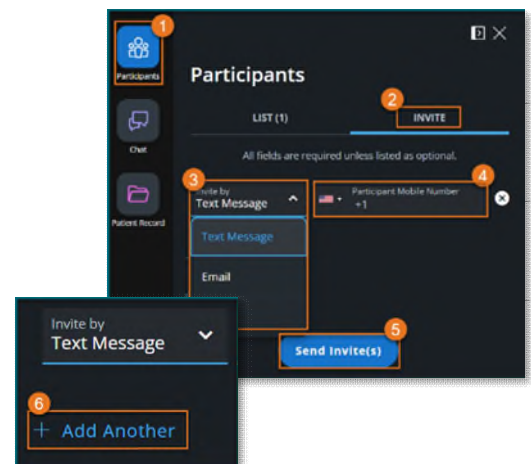 1
Participants
Participants
2
LIST (1)
INVITE
Chat
All fields are required unless listed as optional.
3
4
Invite by
Text Message
Participant Mobile Number
+1
Patient Record
Text Message
Email
5
Send Invite(s)
Invite by
Text Message
6
+ Add Another